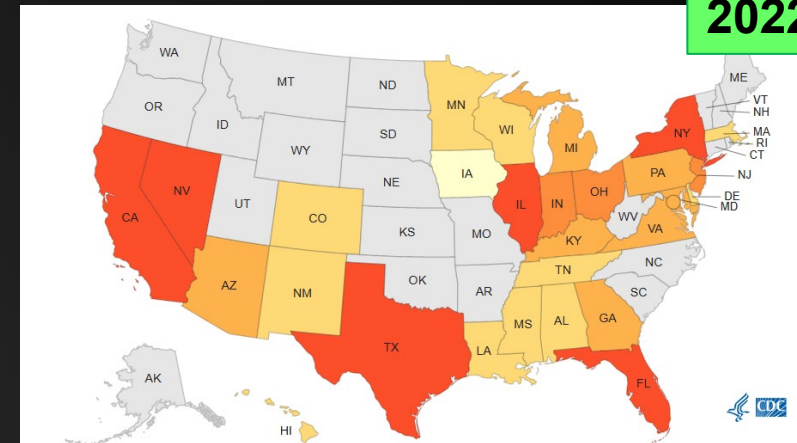 2022
WA
MT
ND
MN
ME
VT
NH
OR
ID
SD
WI
MI
NY
MA
RI
CT
WY
IA
PA
NJ
NV
UT
NE
IL
IN
OH
DE
MD
CA
CO
KS
MO
WV
VA
KY
AZ
NM
OK
AR
TN
NC
SC
MS
AL
GA
TX
LA
AK
FL
HI
CDC